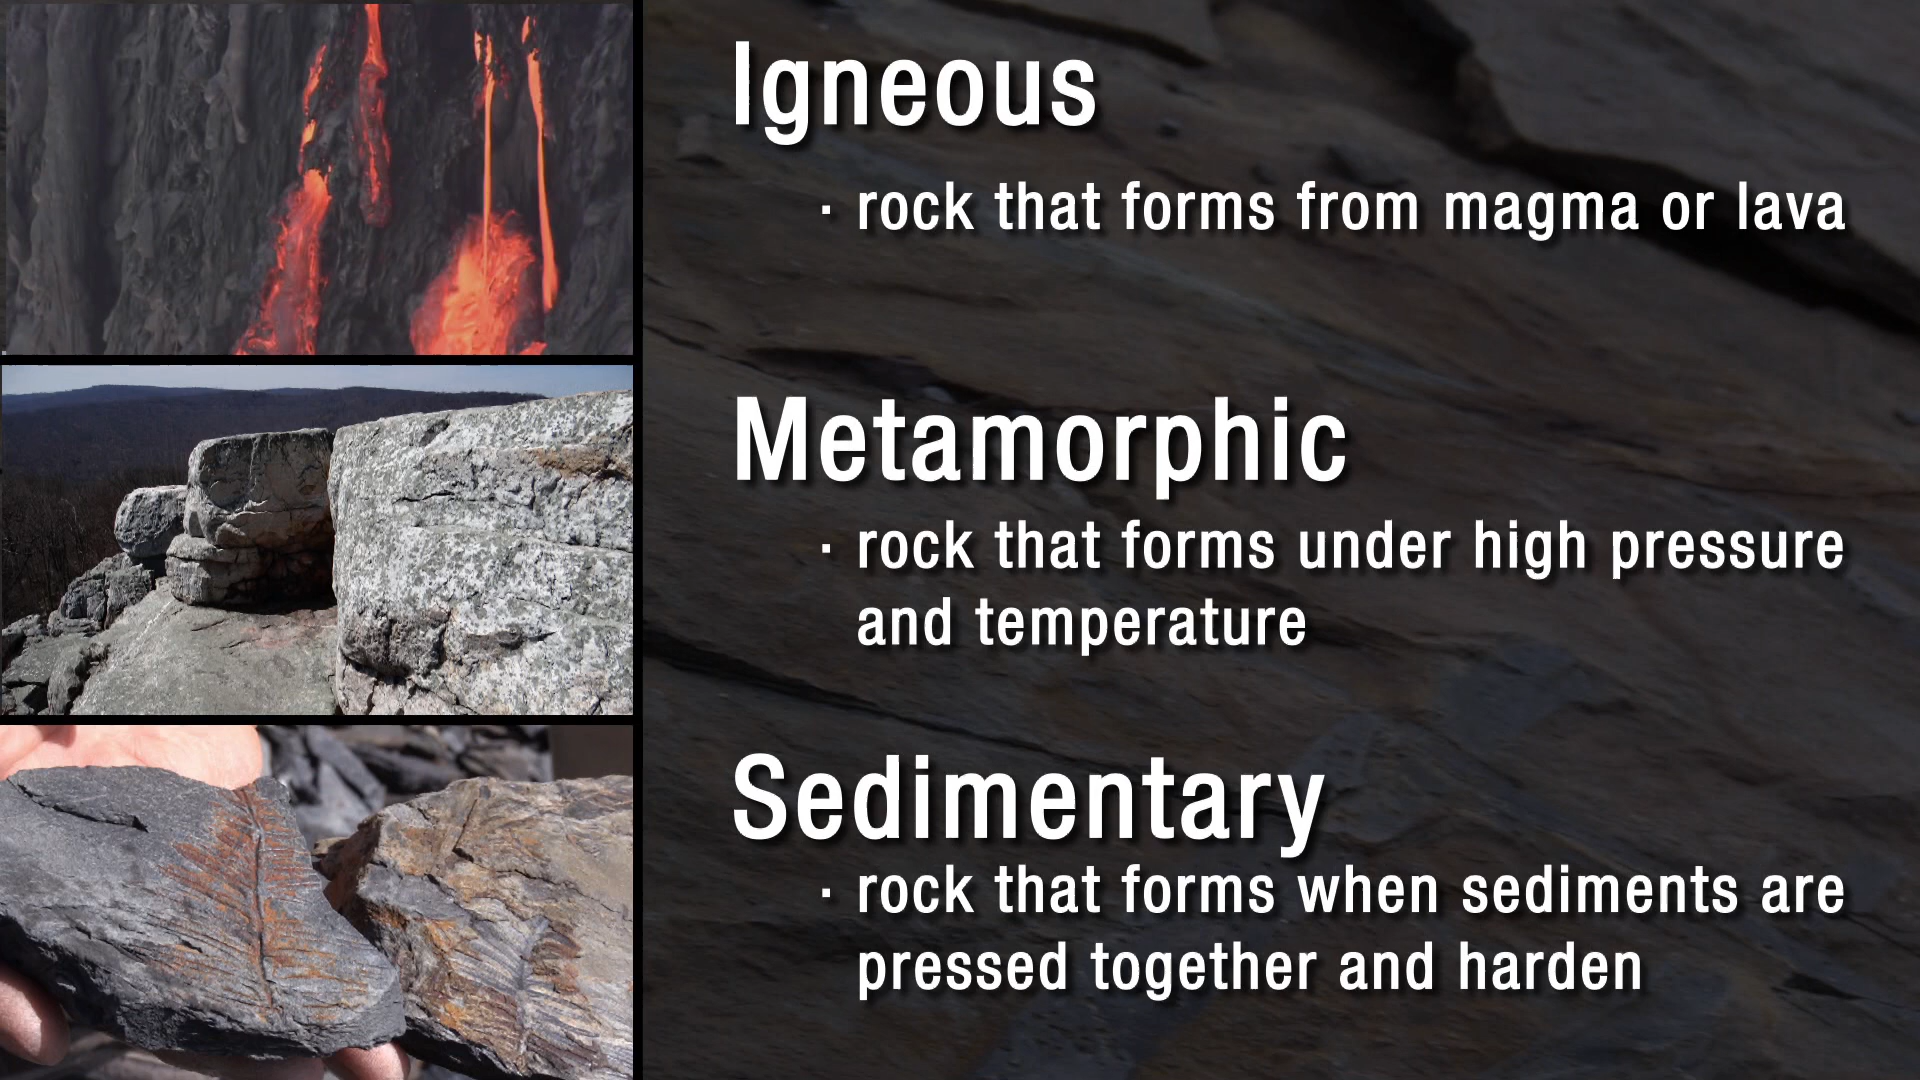 Igneous
· rock that forms from magma or lava
Metamorphic
· rock that forms under high pressure
and temperature
Sedimentary
· rock that forms when sediments are
pressed together and harden